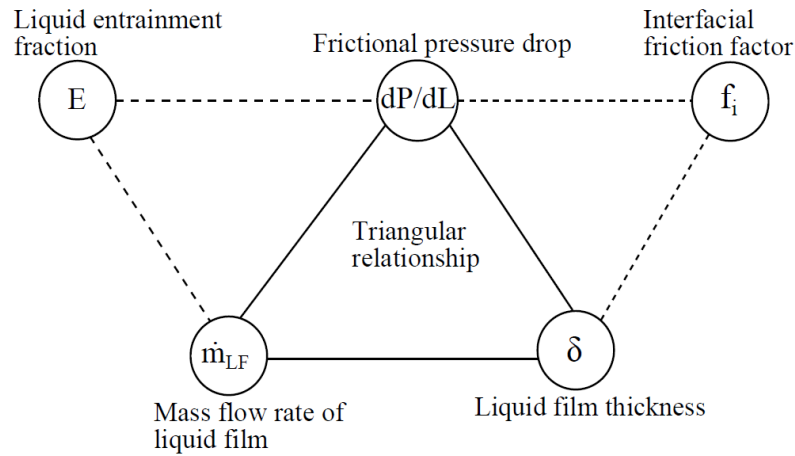 Liquid entrainment
fraction
Frictional pressure drop
Interfacial
friction factor
E
dP/dL
fᵢ
Triangular
relationship
ṁLF
δ
Mass flow rate of
liquid film
Liquid film thickness